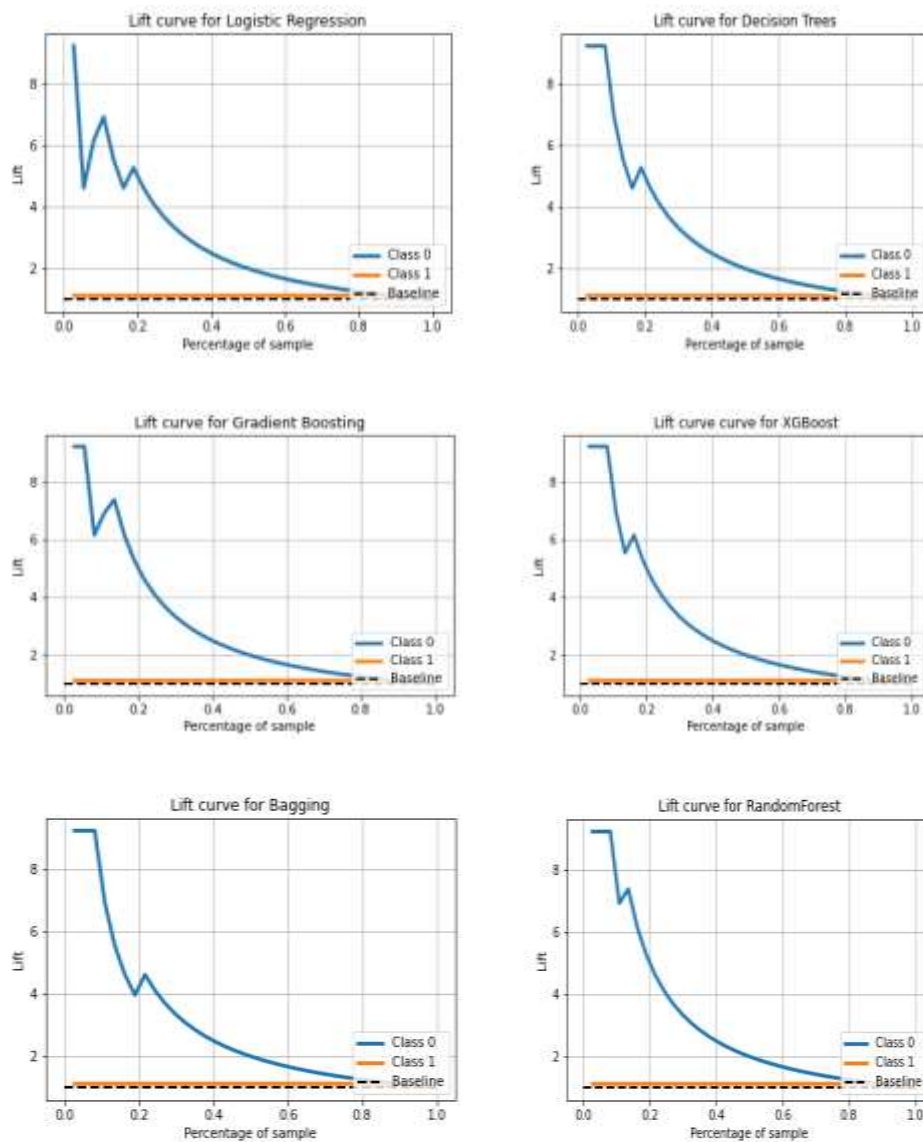 Lift curve for Logistic Regression
8
6
4
2
Lift
0.0 0.2 0.4 0.6 0.8 1.0
Percentage of sample
Class 0
Class 1
Baseline
Lift curve for Decision Trees
8
6
4
2
Lift
0.0 0.2 0.4 0.6 0.8 1.0
Percentage of sample
Class 0
Class 1
Baseline
Lift curve for Gradient Boosting
8
6
4
2
Lift
0.0 0.2 0.4 0.6 0.8 1.0
Percentage of sample
Class 0
Class 1
Baseline
Lift curve curve for XGBoost
8
6
4
2
Lift
0.0 0.2 0.4 0.6 0.8 1.0
Percentage of sample
Class 0
Class 1
Baseline
Lift curve for Bagging
8
6
4
2
Lift
0.0 0.2 0.4 0.6 0.8 1.0
Percentage of sample
Class 0
Class 1
Baseline
Lift curve for RandomForest
8
6
4
2
Lift
0.0 0.2 0.4 0.6 0.8 1.0
Percentage of sample
Class 0
Class 1
Baseline